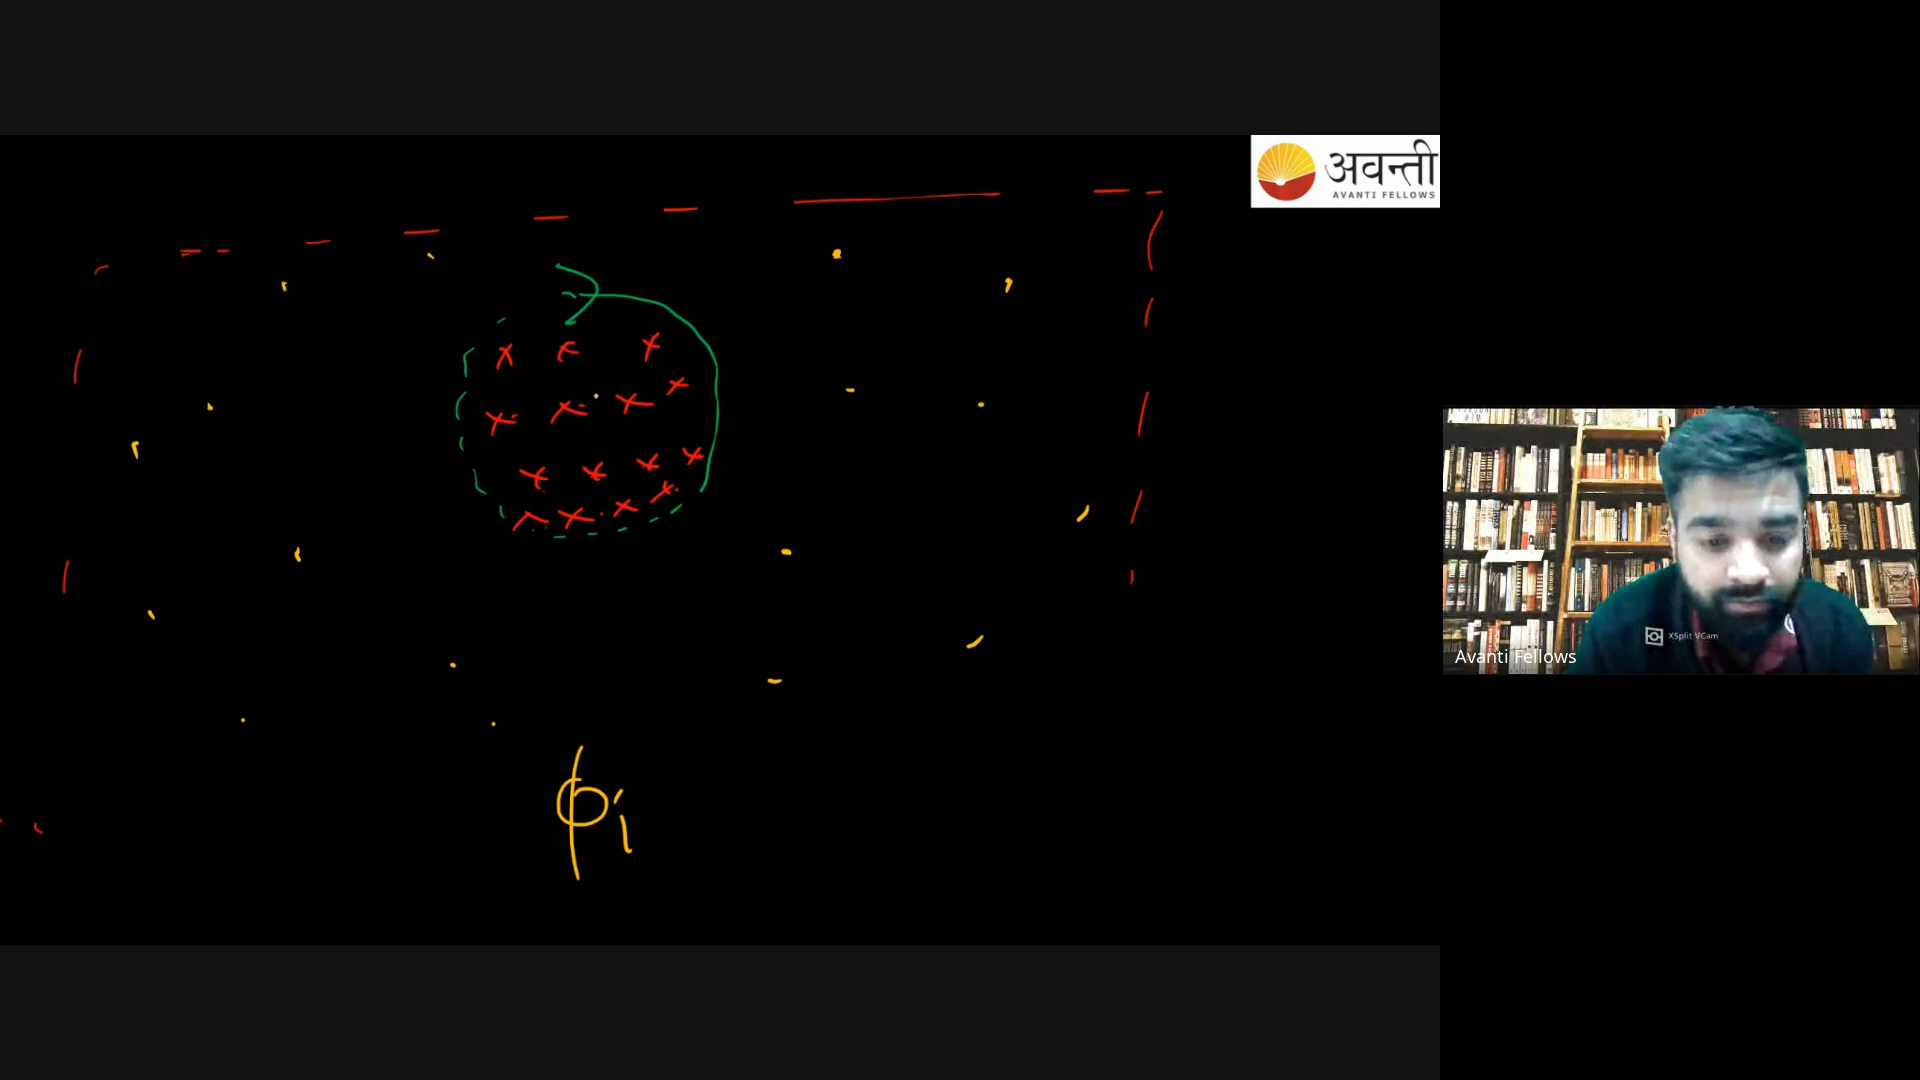 अवन्ती
AVANTI FELLOWS
ϕi
XSplit VCam
Avanti Fellows